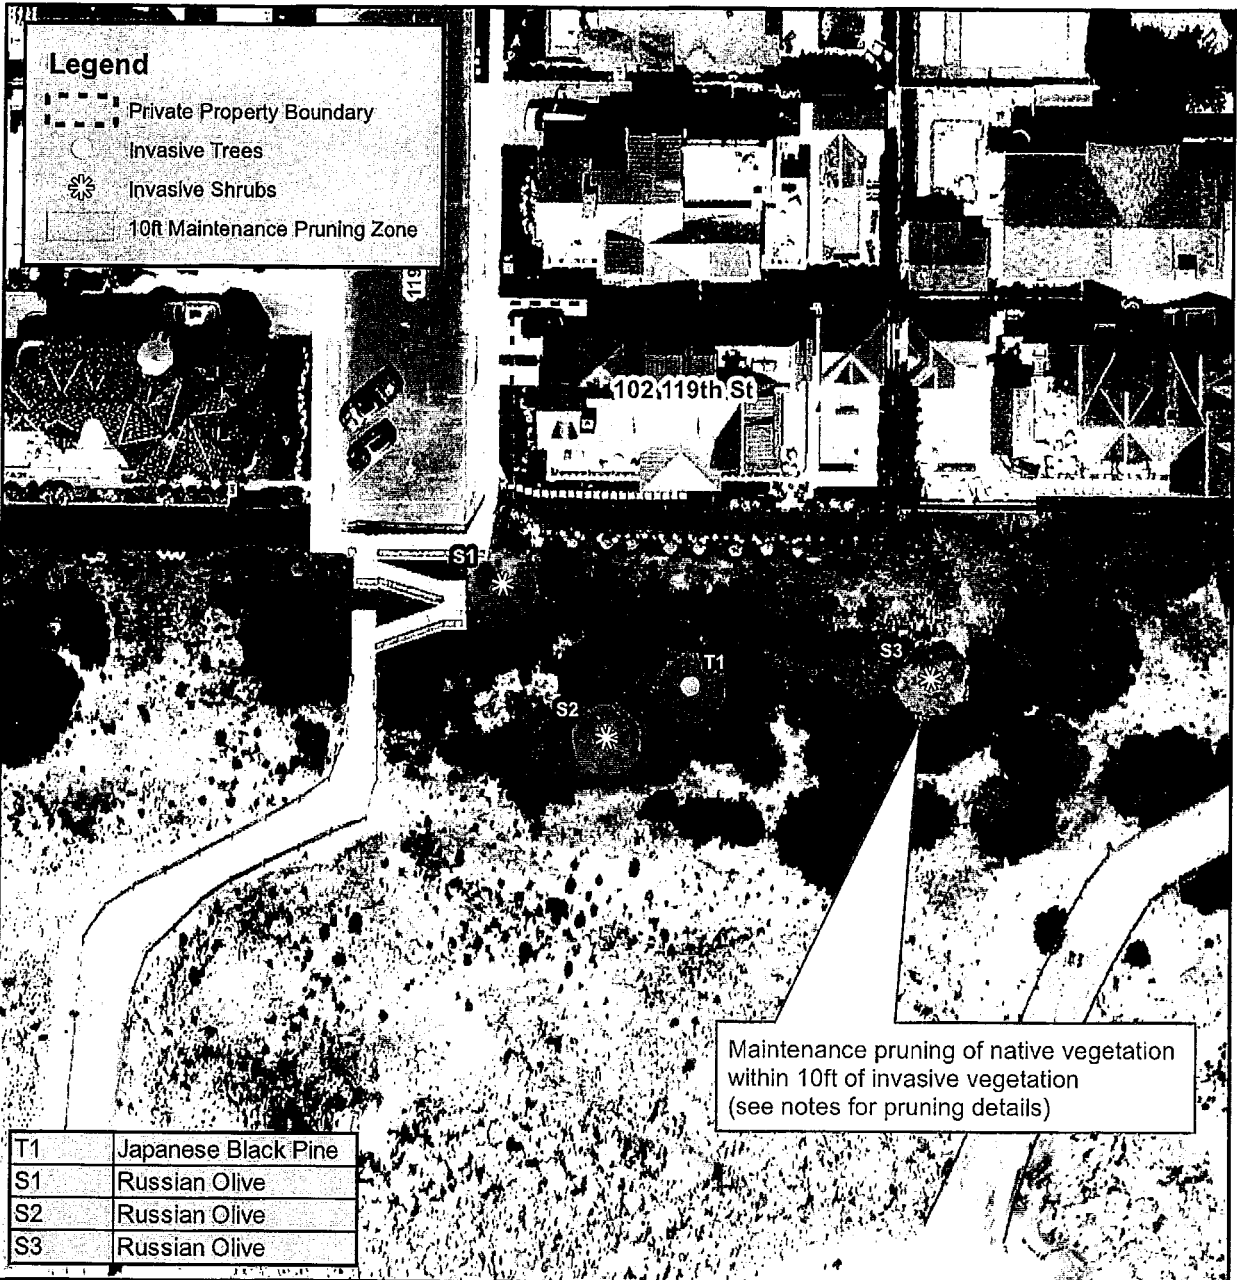 Legend
Private Property Boundary
Invasive Trees
Invasive Shrubs
10ft Maintenance Pruning Zone
119
102 119th St
S1
T1
S3
S2
Maintenance pruning of native vegetation
within 10ft of invasive vegetation
(see notes for pruning details)
T1 Japanese Black Pine
S1 Russian Olive
S2 Russian Olive
S3 Russian Olive